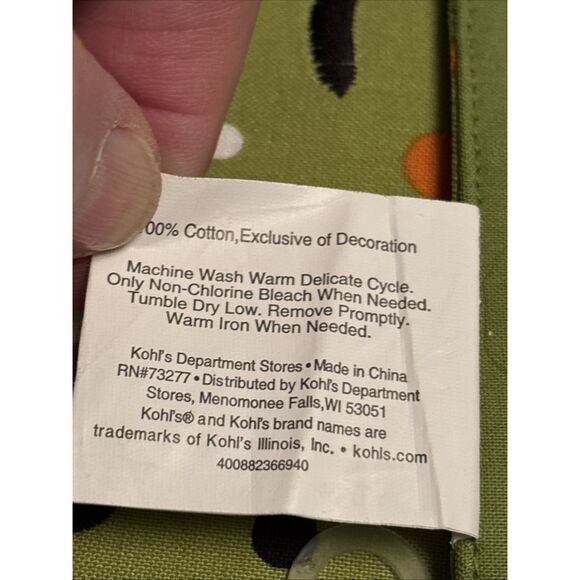 00% Cotton,Exclusive of Decoration
Machine Wash Warm Delicate Cycle.
Only Non-Chlorine Bleach When Needed.
Tumble Dry Low. Remove Promptly.
Warm Iron When Needed.
Kohl's Department Stores • Made in China
RN#73277 • Distributed by Kohl's Department
Stores, Menomonee Falls,WI 53051
Kohl's® and Kohl's brand names are
trademarks of Kohl's Illinois, Inc. • kohls.com
400882366940